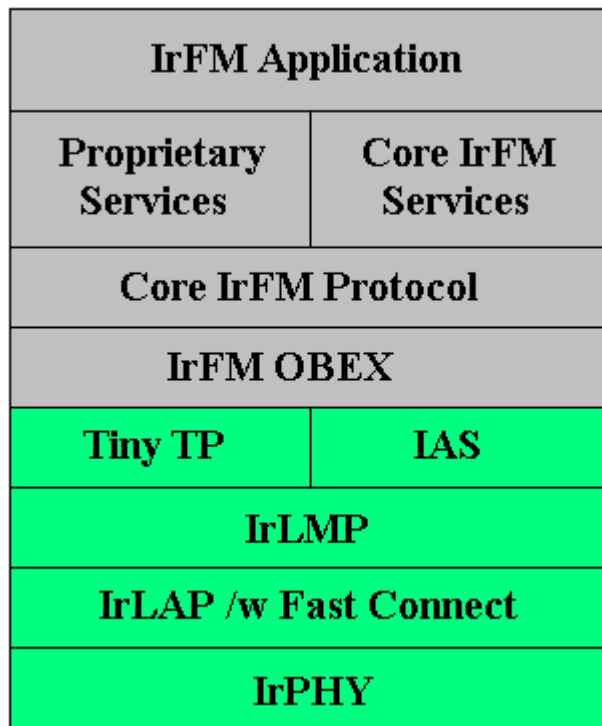 IrFM Application
Proprietary
Services
Core IrFM
Services
Core IrFM Protocol
IrFM OBEX
Tiny TP
IAS
IrLMP
IrLAP /w Fast Connect
IrPHY